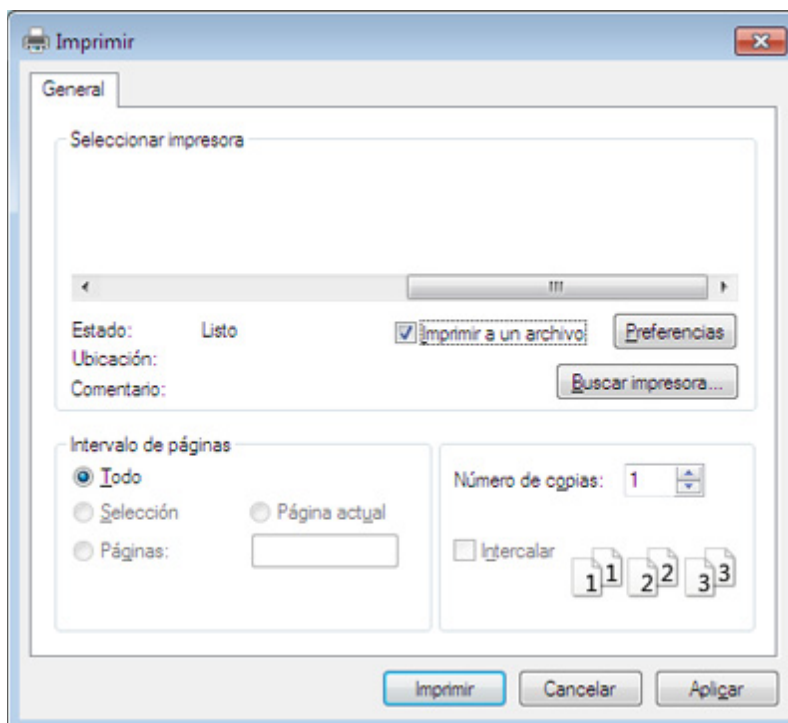 Imprimir
General
Seleccionar impresora
Estado: Listo
Imprimir a un archivo
Preferencias
Ubicación:
Comentario:
Buscar impresora...
Intervalo de páginas
Todo
Selección
Página actual
Páginas:
Número de copias: 1
Intercalar
1 1 2 2 3 3
Imprimir
Cancelar
Aplicar